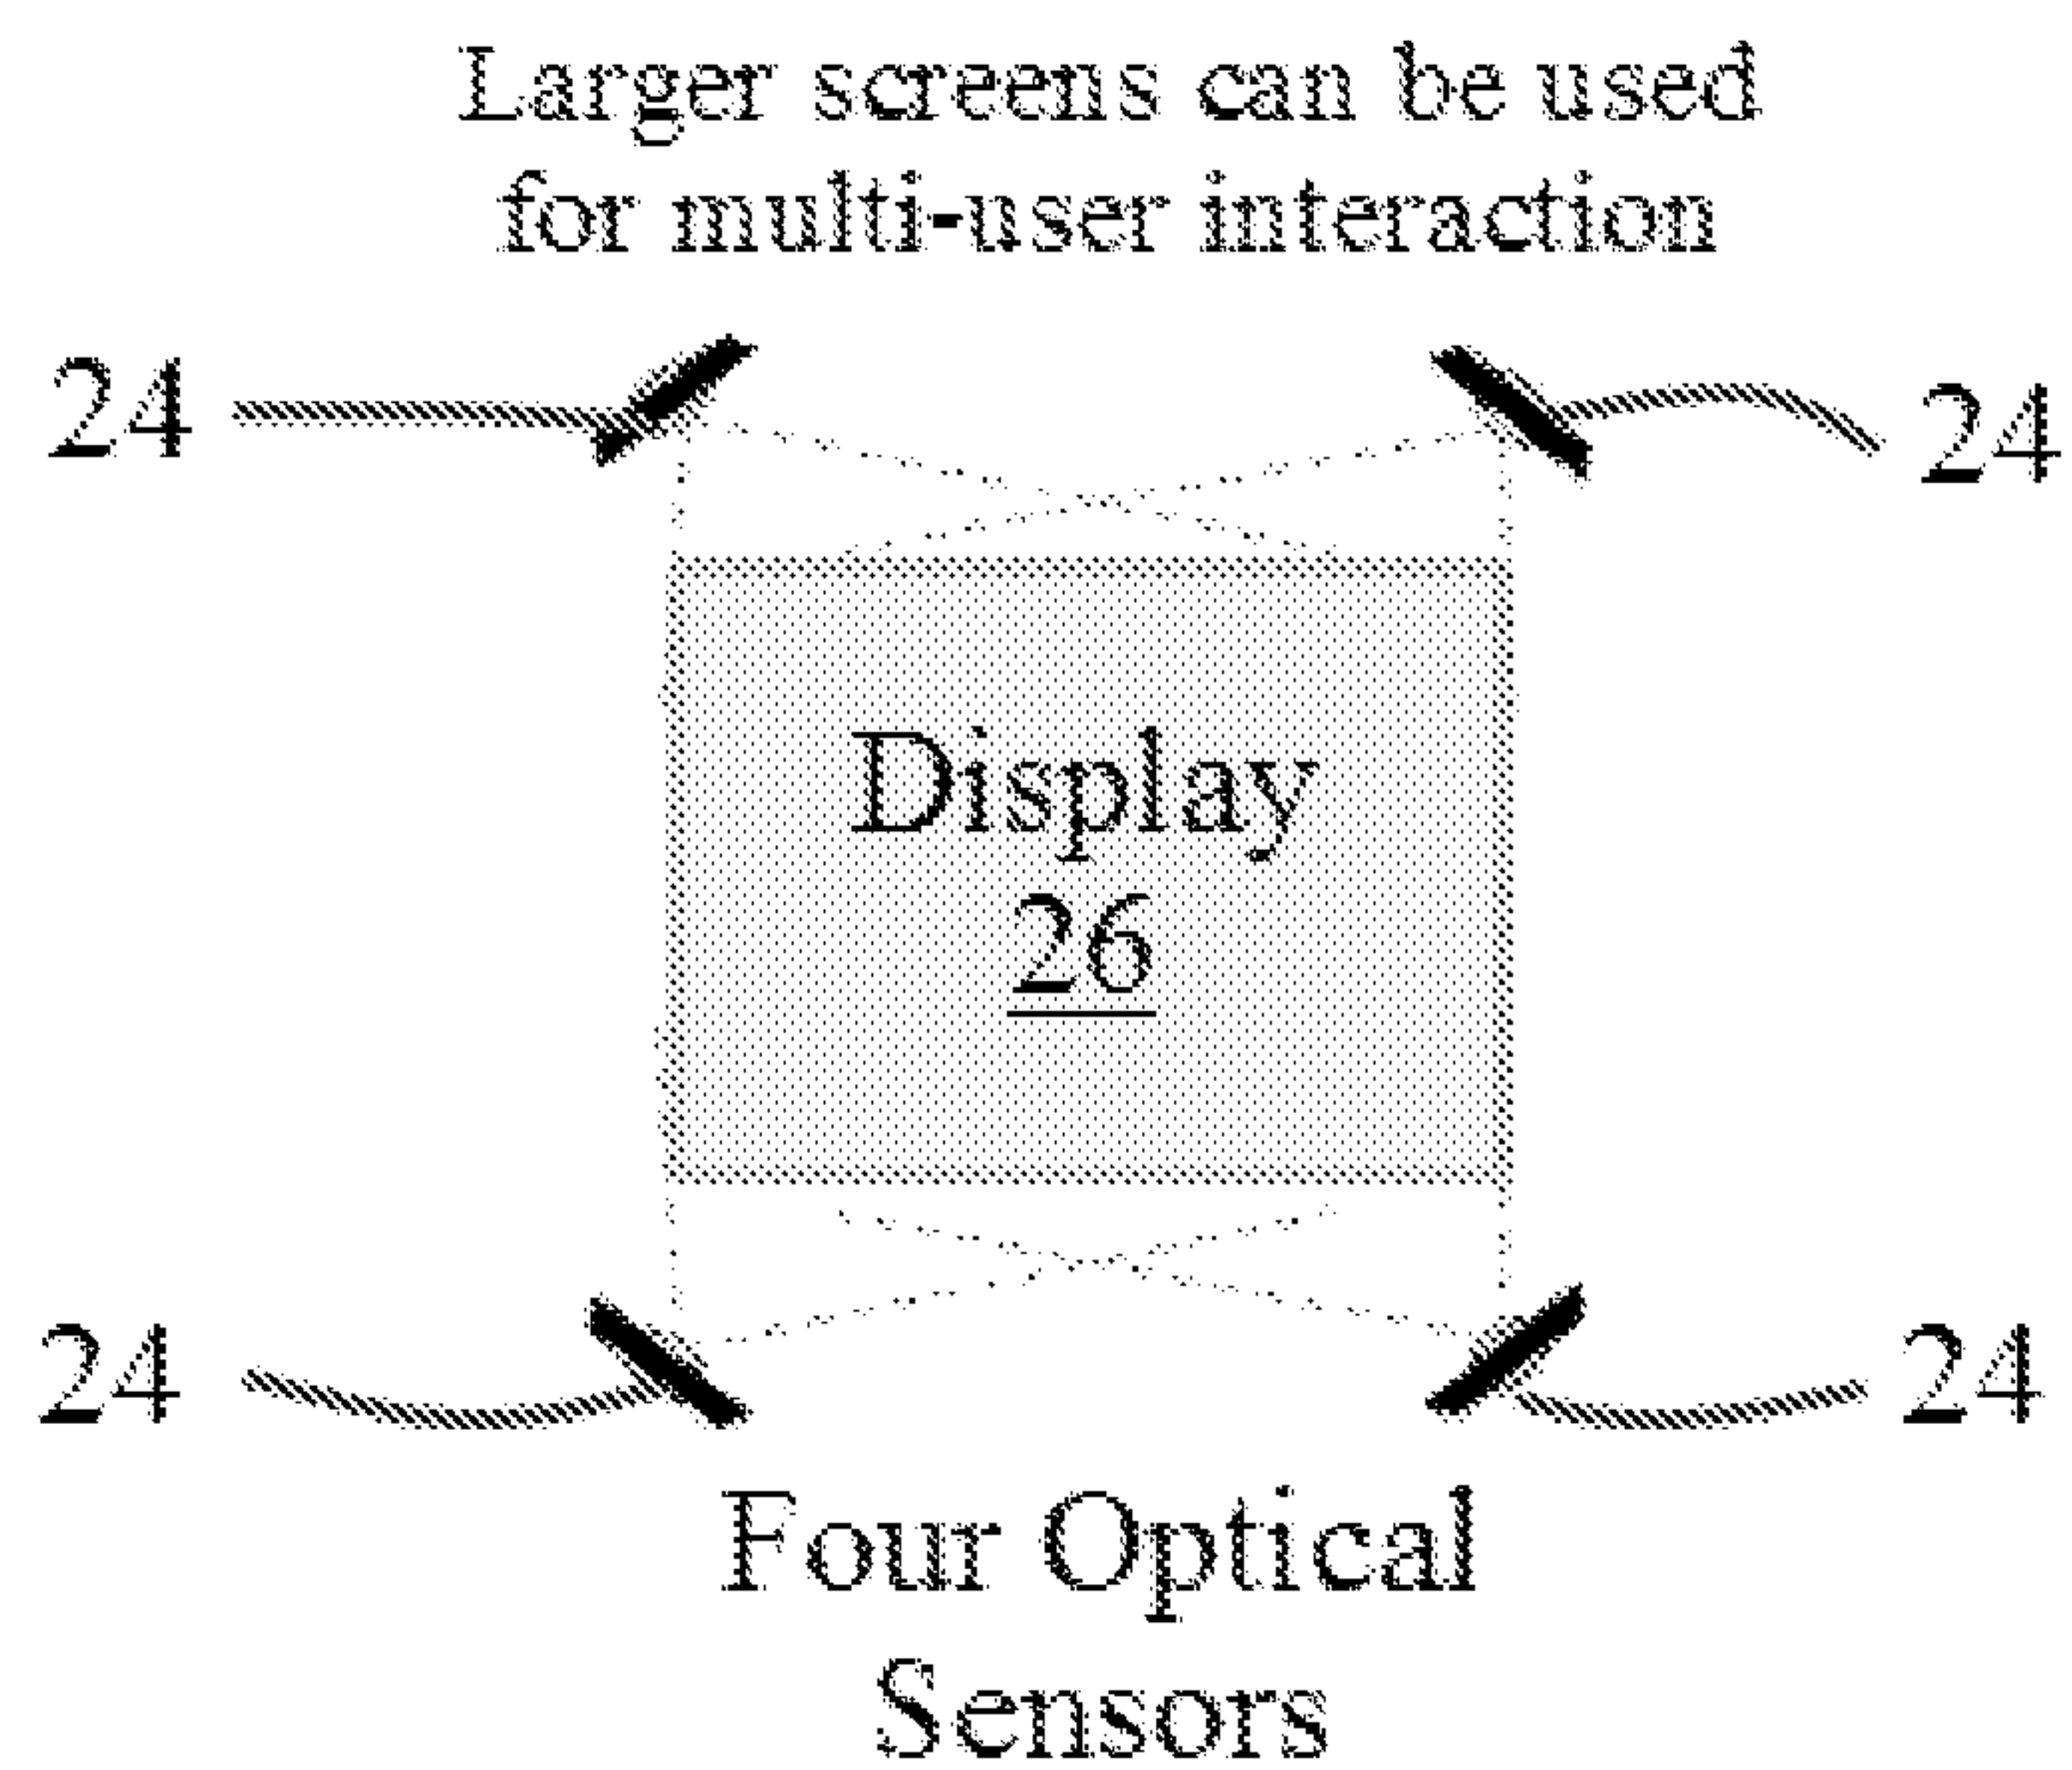 Larger screens can be used
for multi-user interaction
24
24
Display
26
24
24
Four Optical
Sensors